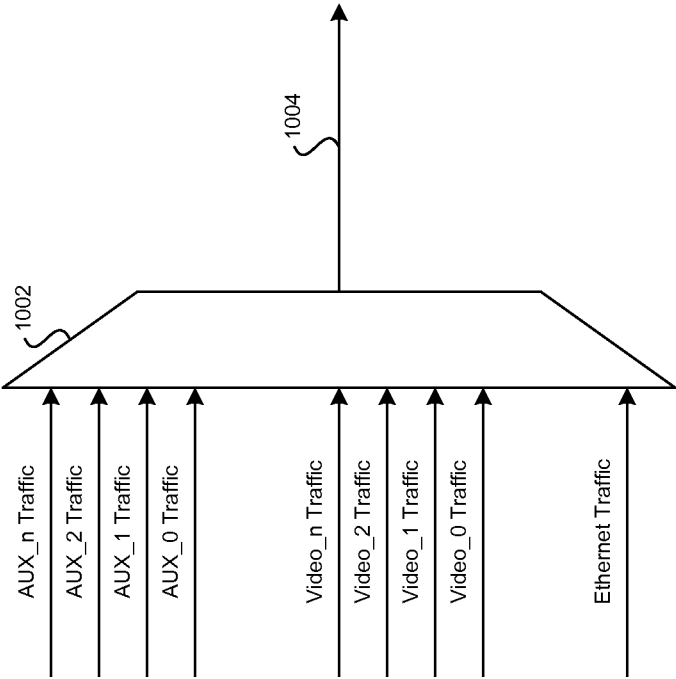 1004
1002
AUX_n Traffic
AUX_2 Traffic
AUX_1 Traffic
AUX_0 Traffic
Video_n Traffic
Video_2 Traffic
Video_1 Traffic
Video_0 Traffic
Ethernet Traffic